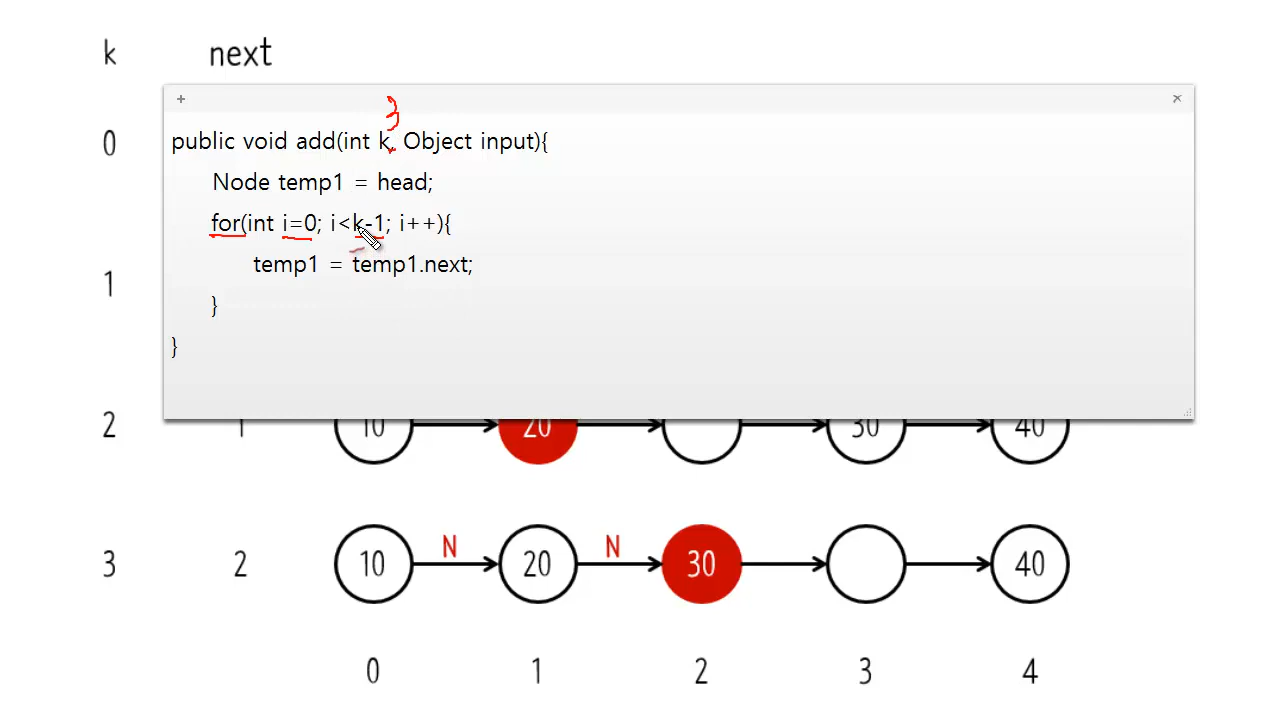 k next
+ ×
3
0 public void add(int k, Object input){
Node temp1 = head;
for(int i=0; i<k-1; i++){
1 temp1 = temp1.next;
}
}
2 1 10 20 30 40
N N
3 2 10 20 30 40
0 1 2 3 4